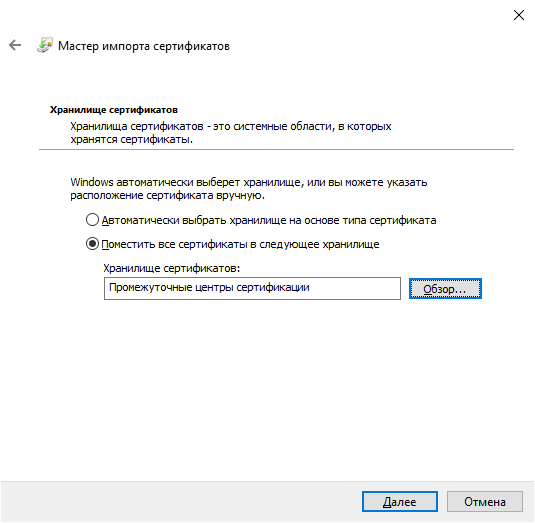 Мастер импорта сертификатов
Хранилище сертификатов
Хранилища сертификатов - это системные области, в которых
хранятся сертификаты.
Windows автоматически выберет хранилище, или вы можете указать
расположение сертификата вручную.
Автоматически выбрать хранилище на основе типа сертификата
Поместить все сертификаты в следующее хранилище
Хранилище сертификатов:
Промежуточные центры сертификации
Обзор...
Далее
Отмена